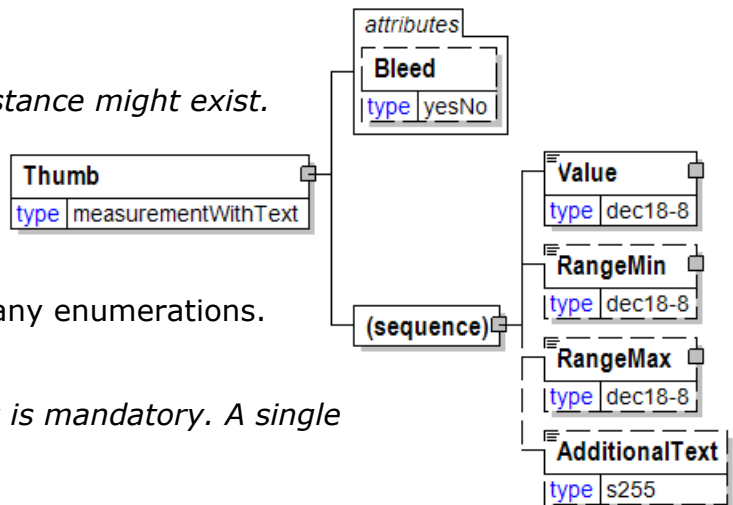 attributes
Bleed
type yesNo
stance might exist.
Thumb
type measurementWithText
Value
type dec18-8
RangeMin
type dec18-8
any enumerations.
(sequence)
RangeMax
type dec18-8
is mandatory. A single
AdditionalText
type s255